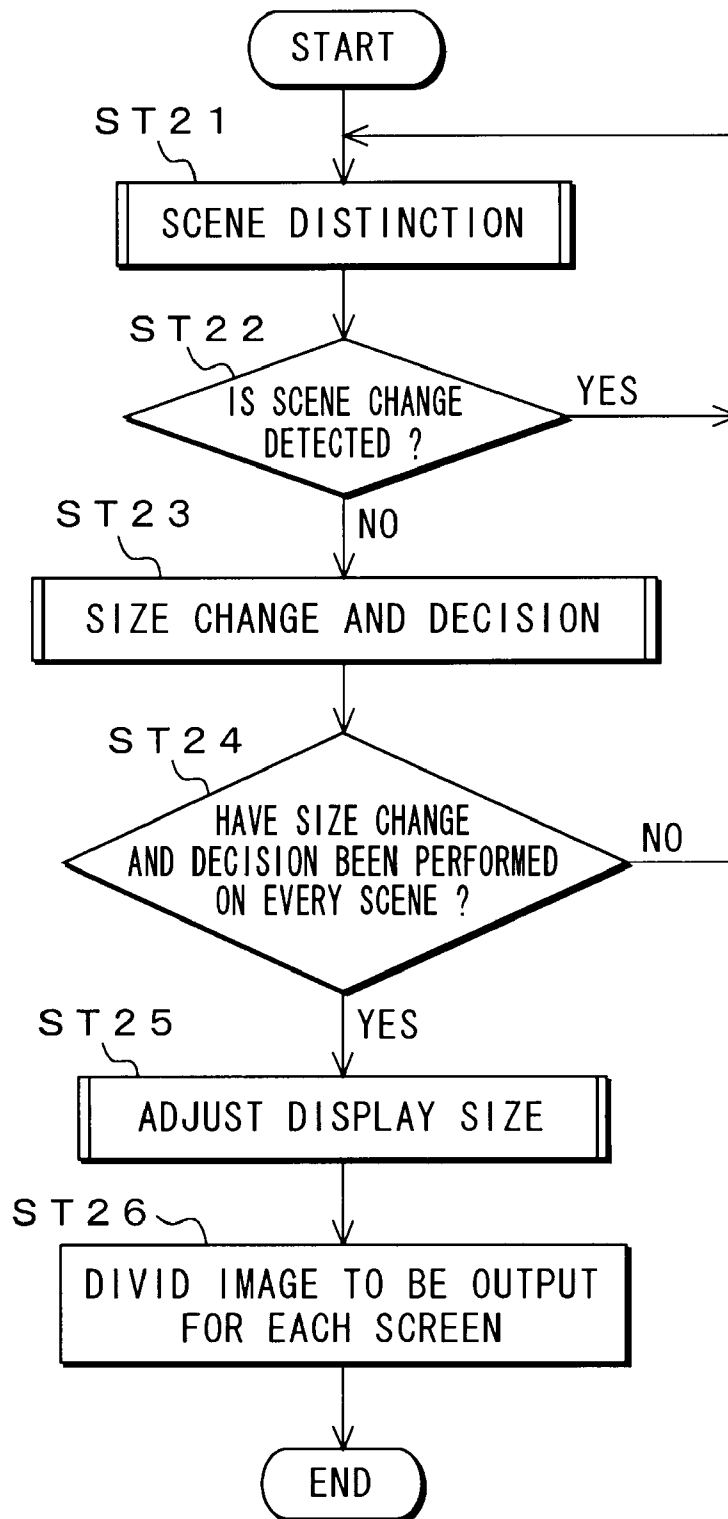 START
ST21
SCENE DISTINCTION
ST22
IS SCENE CHANGE
DETECTED ?
YES
NO
ST23
SIZE CHANGE AND DECISION
ST24
HAVE SIZE CHANGE
AND DECISION BEEN PERFORMED
ON EVERY SCENE ?
NO
YES
ST25
ADJUST DISPLAY SIZE
ST26
DIVID IMAGE TO BE OUTPUT
FOR EACH SCREEN
END